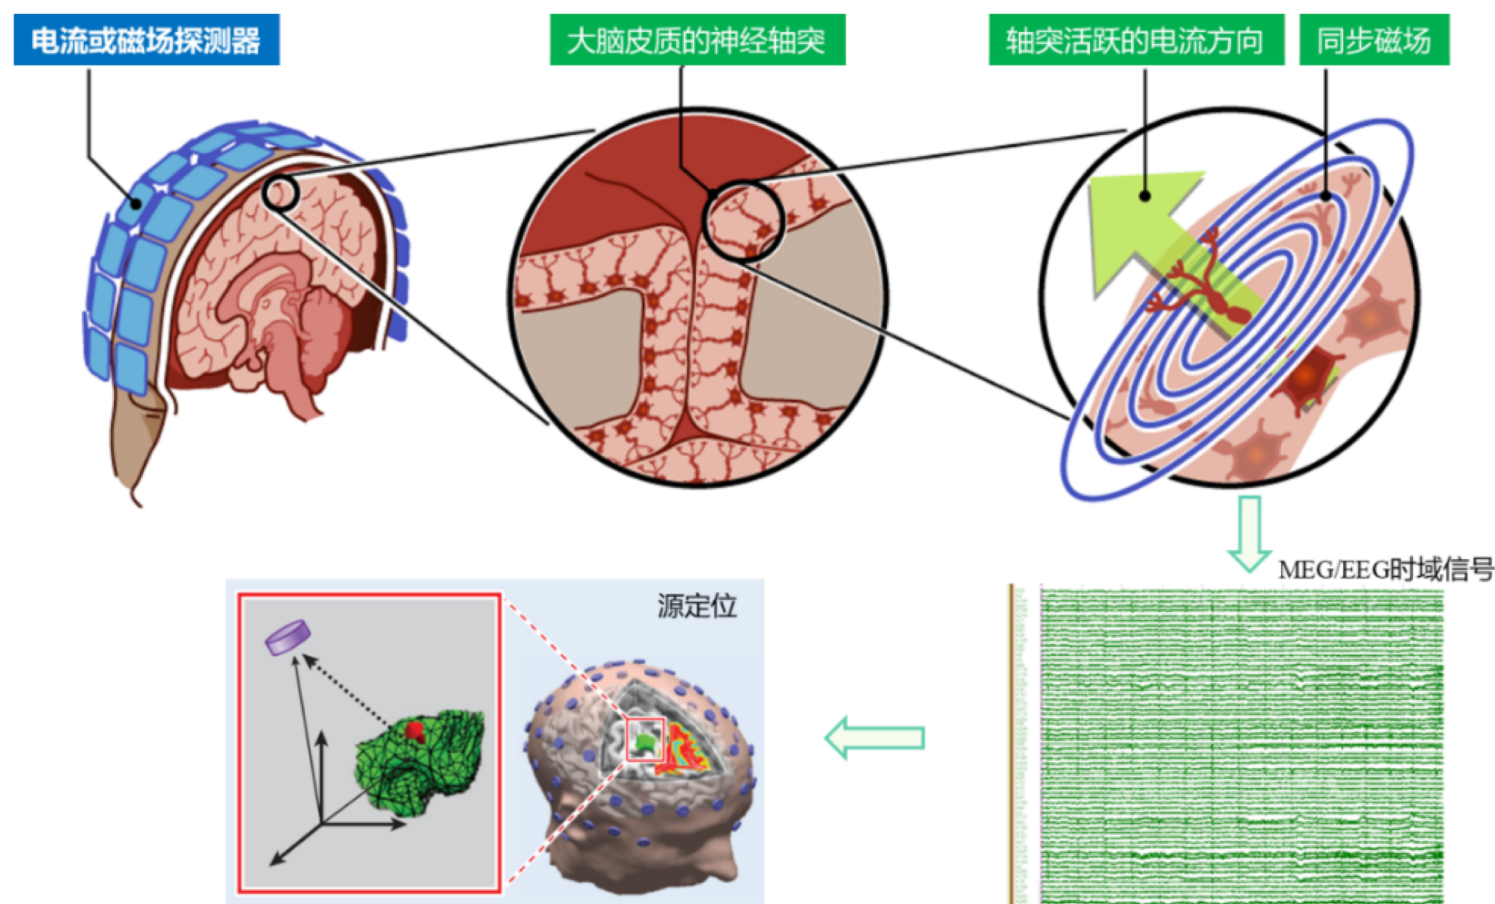 电流或磁场探测器
大脑皮质的神经轴突
轴突活跃的电流方向
同步磁场
MEG/EEG时域信号
源定位